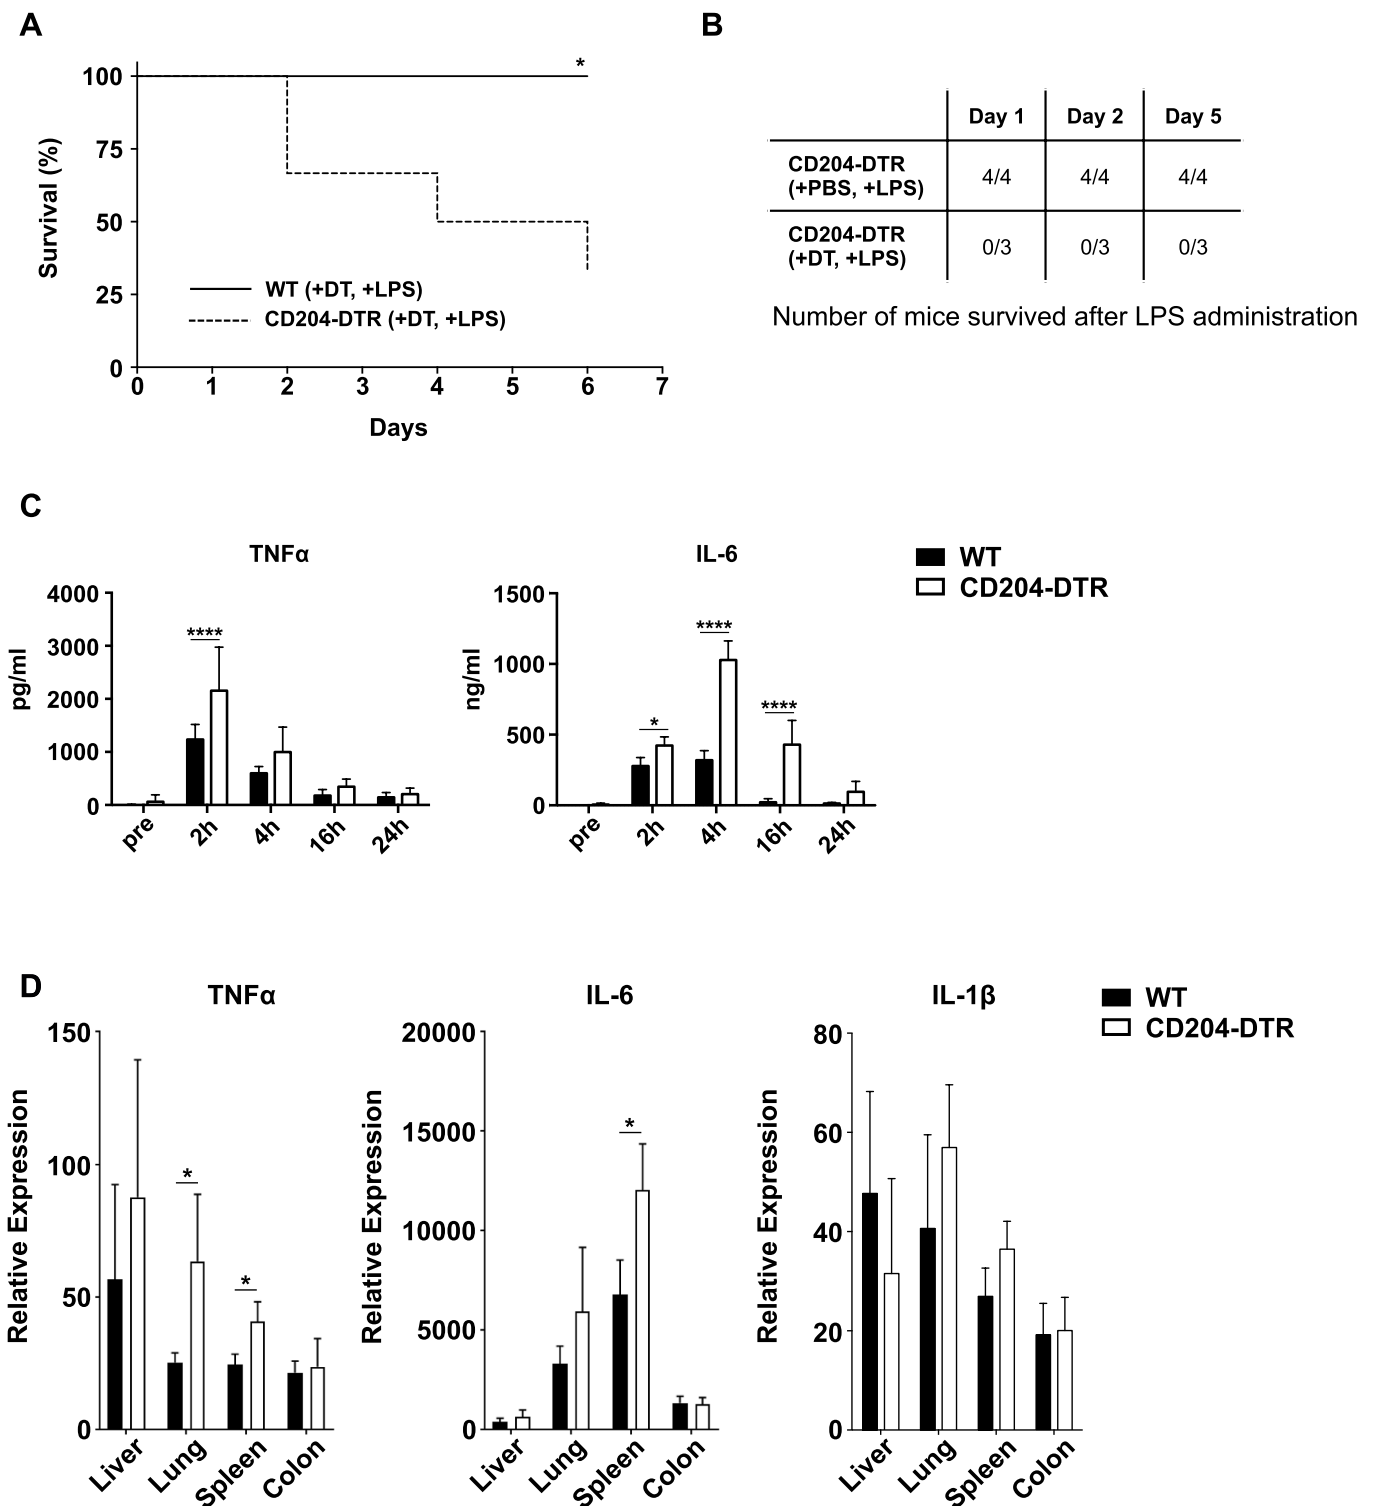 A
*
100
75
50
25
0
Survival (%)
WT (+DT, +LPS)
CD204-DTR (+DT, +LPS)
0 1 2 3 4 5 6 7
Days
B
Day 1 Day 2 Day 5
CD204-DTR
(+PBS, +LPS)
4/4 4/4 4/4
CD204-DTR
(+DT, +LPS)
0/3 0/3 0/3
Number of mice survived after LPS administration
C
TNFα
4000
3000
2000
1000
0
pg/ml
****
pre 2h 4h 16h 24h
IL-6
1500
1000
500
0
ng/ml
*
****
****
pre 2h 4h 16h 24h
WT
CD204-DTR
D
TNFα
150
100
50
0
Relative Expression
*
*
Liver Lung Spleen Colon
IL-6
20000
15000
10000
5000
0
Relative Expression
*
Liver Lung Spleen Colon
IL-1β
80
60
40
20
0
Relative Expression
Liver Lung Spleen Colon
WT
CD204-DTR